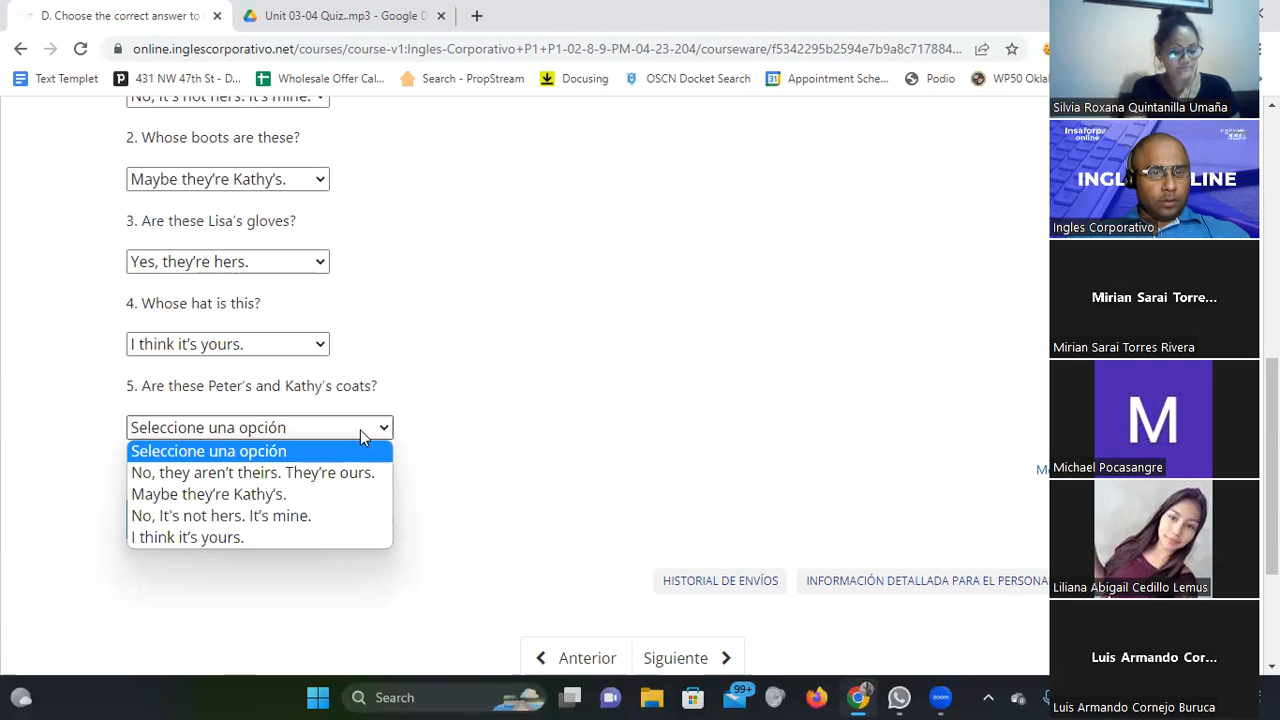 D. Choose the correct answer to
Unit 03-04 Quiz..mp3 - Google D
online.inglescorporativo.net/courses/course-v1:Ingles-Corporativo+P1+P1-02-8-9-PM-04-23-204/courseware/f5342295b2594e7b9a8c717884...
Text Templet
431 NW 47th St - D...
Wholesale Offer Cal...
Search - PropStream
Docusing
OSCN Docket Search
Appointment Sche...
Podio
WP50 Okla
No, It's not hers. It's mine.
2. Whose boots are these?
Maybe they're Kathy's.
3. Are these Lisa's gloves?
Yes, they're hers.
4. Whose hat is this?
I think it's yours.
5. Are these Peter's and Kathy's coats?
Seleccione una opción
Seleccione una opción
No, they aren't theirs. They're ours.
Maybe they're Kathy's.
No, It's not hers. It's mine.
I think it's yours.
HISTORIAL DE ENVÍOS
INFORMACIÓN DETALLADA PARA EL PERSONA
Anterior
Siguiente
Search
99+
Silvia Roxana Quintanilla Umaña
Insaforp
online
Ingles Corporativo
Mirian Sarai Torre...
Mirian Sarai Torres Rivera
M
Michael Pocasangre
Liliana Abigail Cedillo Lemus
Luis Armando Cor...
Luis Armando Cornejo Buruca